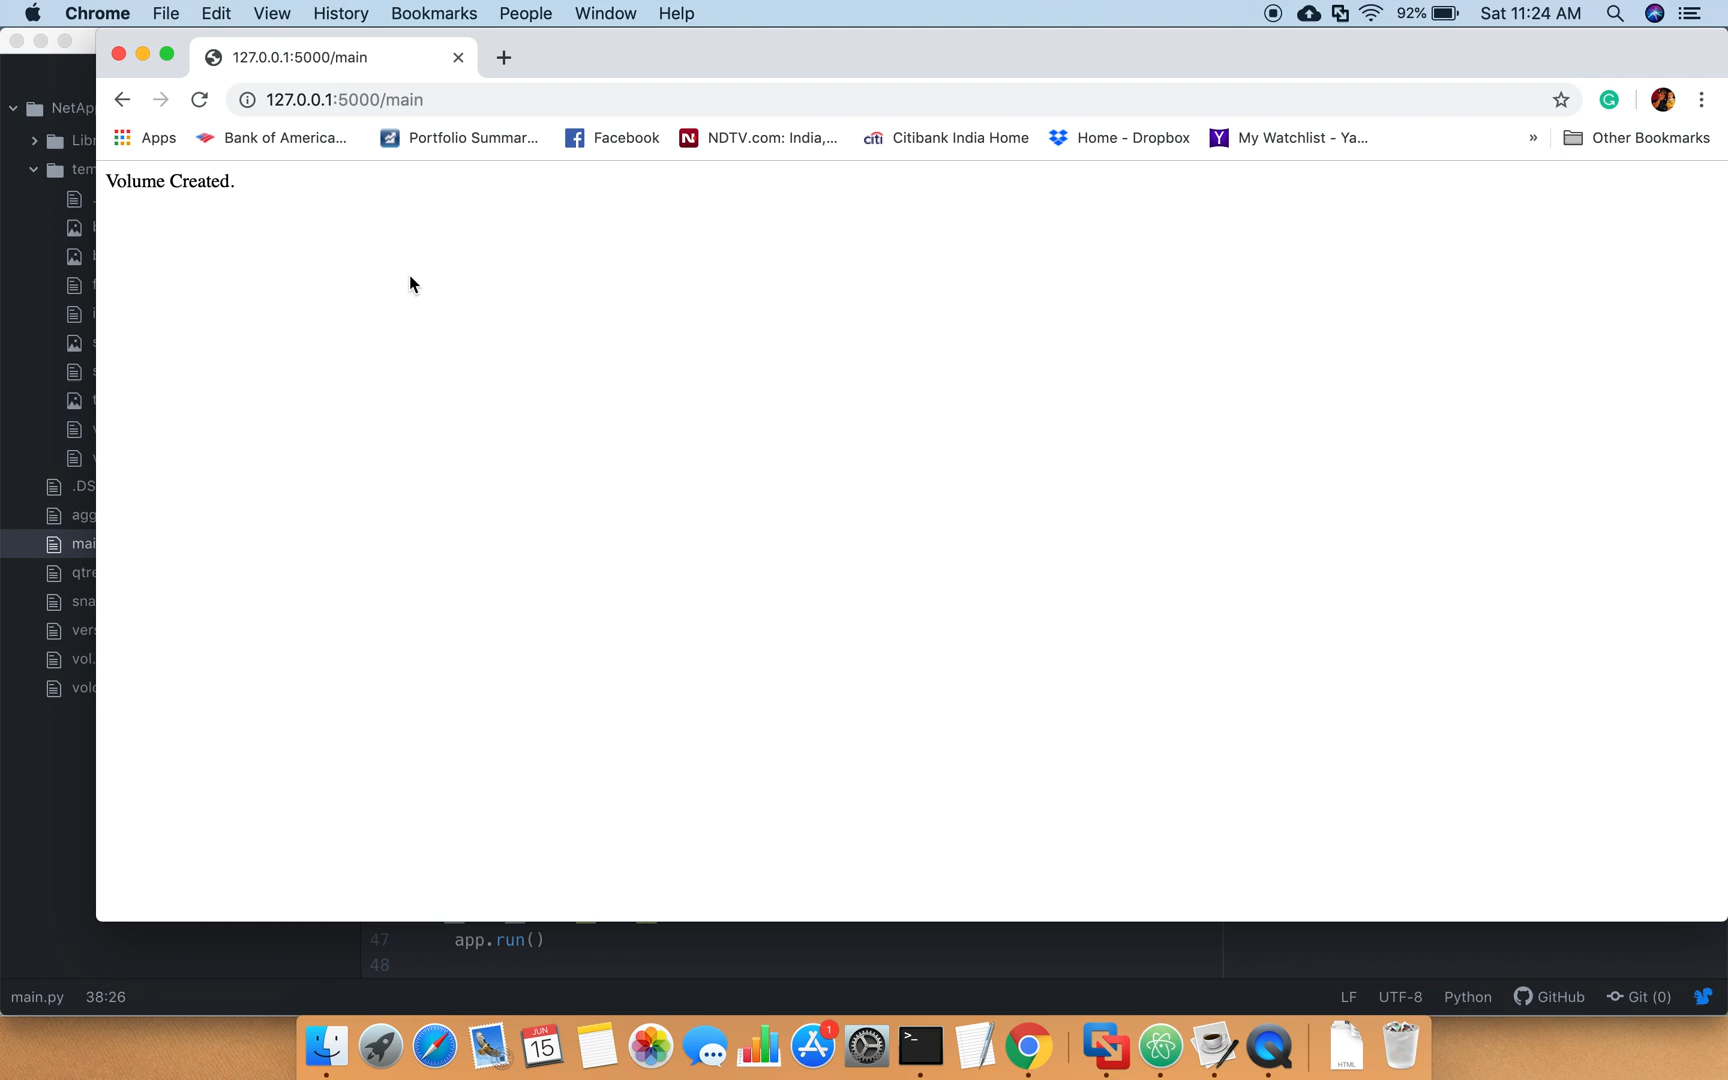 Chrome File Edit View History Bookmarks People Window Help 92% Sat 11:24 AM
127.0.0.1:5000/main
127.0.0.1:5000/main
Apps Bank of America... Portfolio Summar... Facebook NDTV.com: India,... Citibank India Home Home - Dropbox My Watchlist - Ya... » Other Bookmarks
Volume Created.
NetAp
Libr
tem
.DS
agg
mai
qtre
sna
vers
vol.
volc
47 app.run()
48
main.py 38:26 LF UTF-8 Python GitHub Git (0)
JUN
15
1
HTML